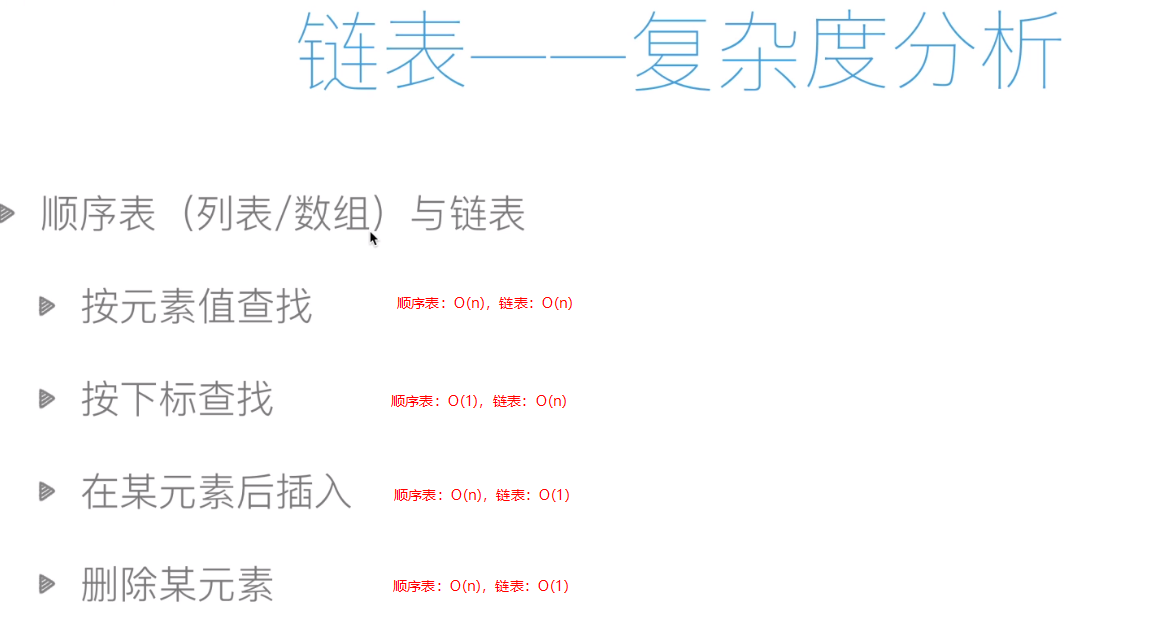 链表——复杂度分析
顺序表（列表/数组）与链表
按元素值查找 顺序表：O(n)，链表：O(n)
按下标查找 顺序表：O(1)，链表：O(n)
在某元素后插入 顺序表：O(n)，链表：O(1)
删除某元素 顺序表：O(n)，链表：O(1)